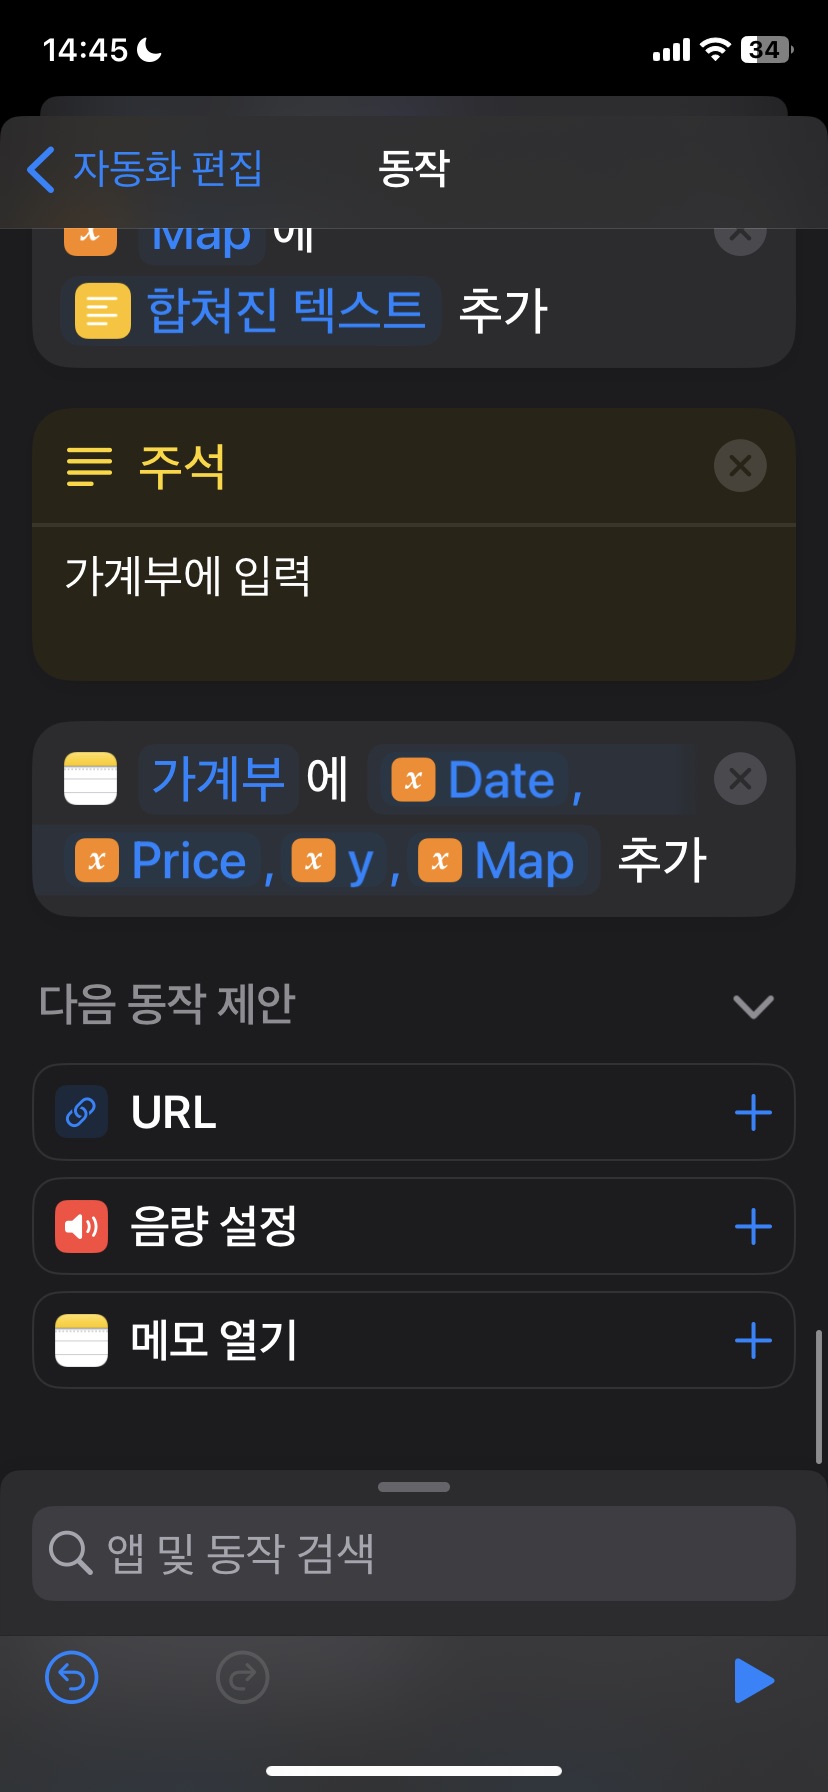 14:45
34
자동화 편집 동작
x Map 에
합쳐진 텍스트 추가
주석
가계부에 입력
가계부 에 x Date ,
x Price , x y , x Map 추가
다음 동작 제안
URL
음량 설정
메모 열기
앱 및 동작 검색